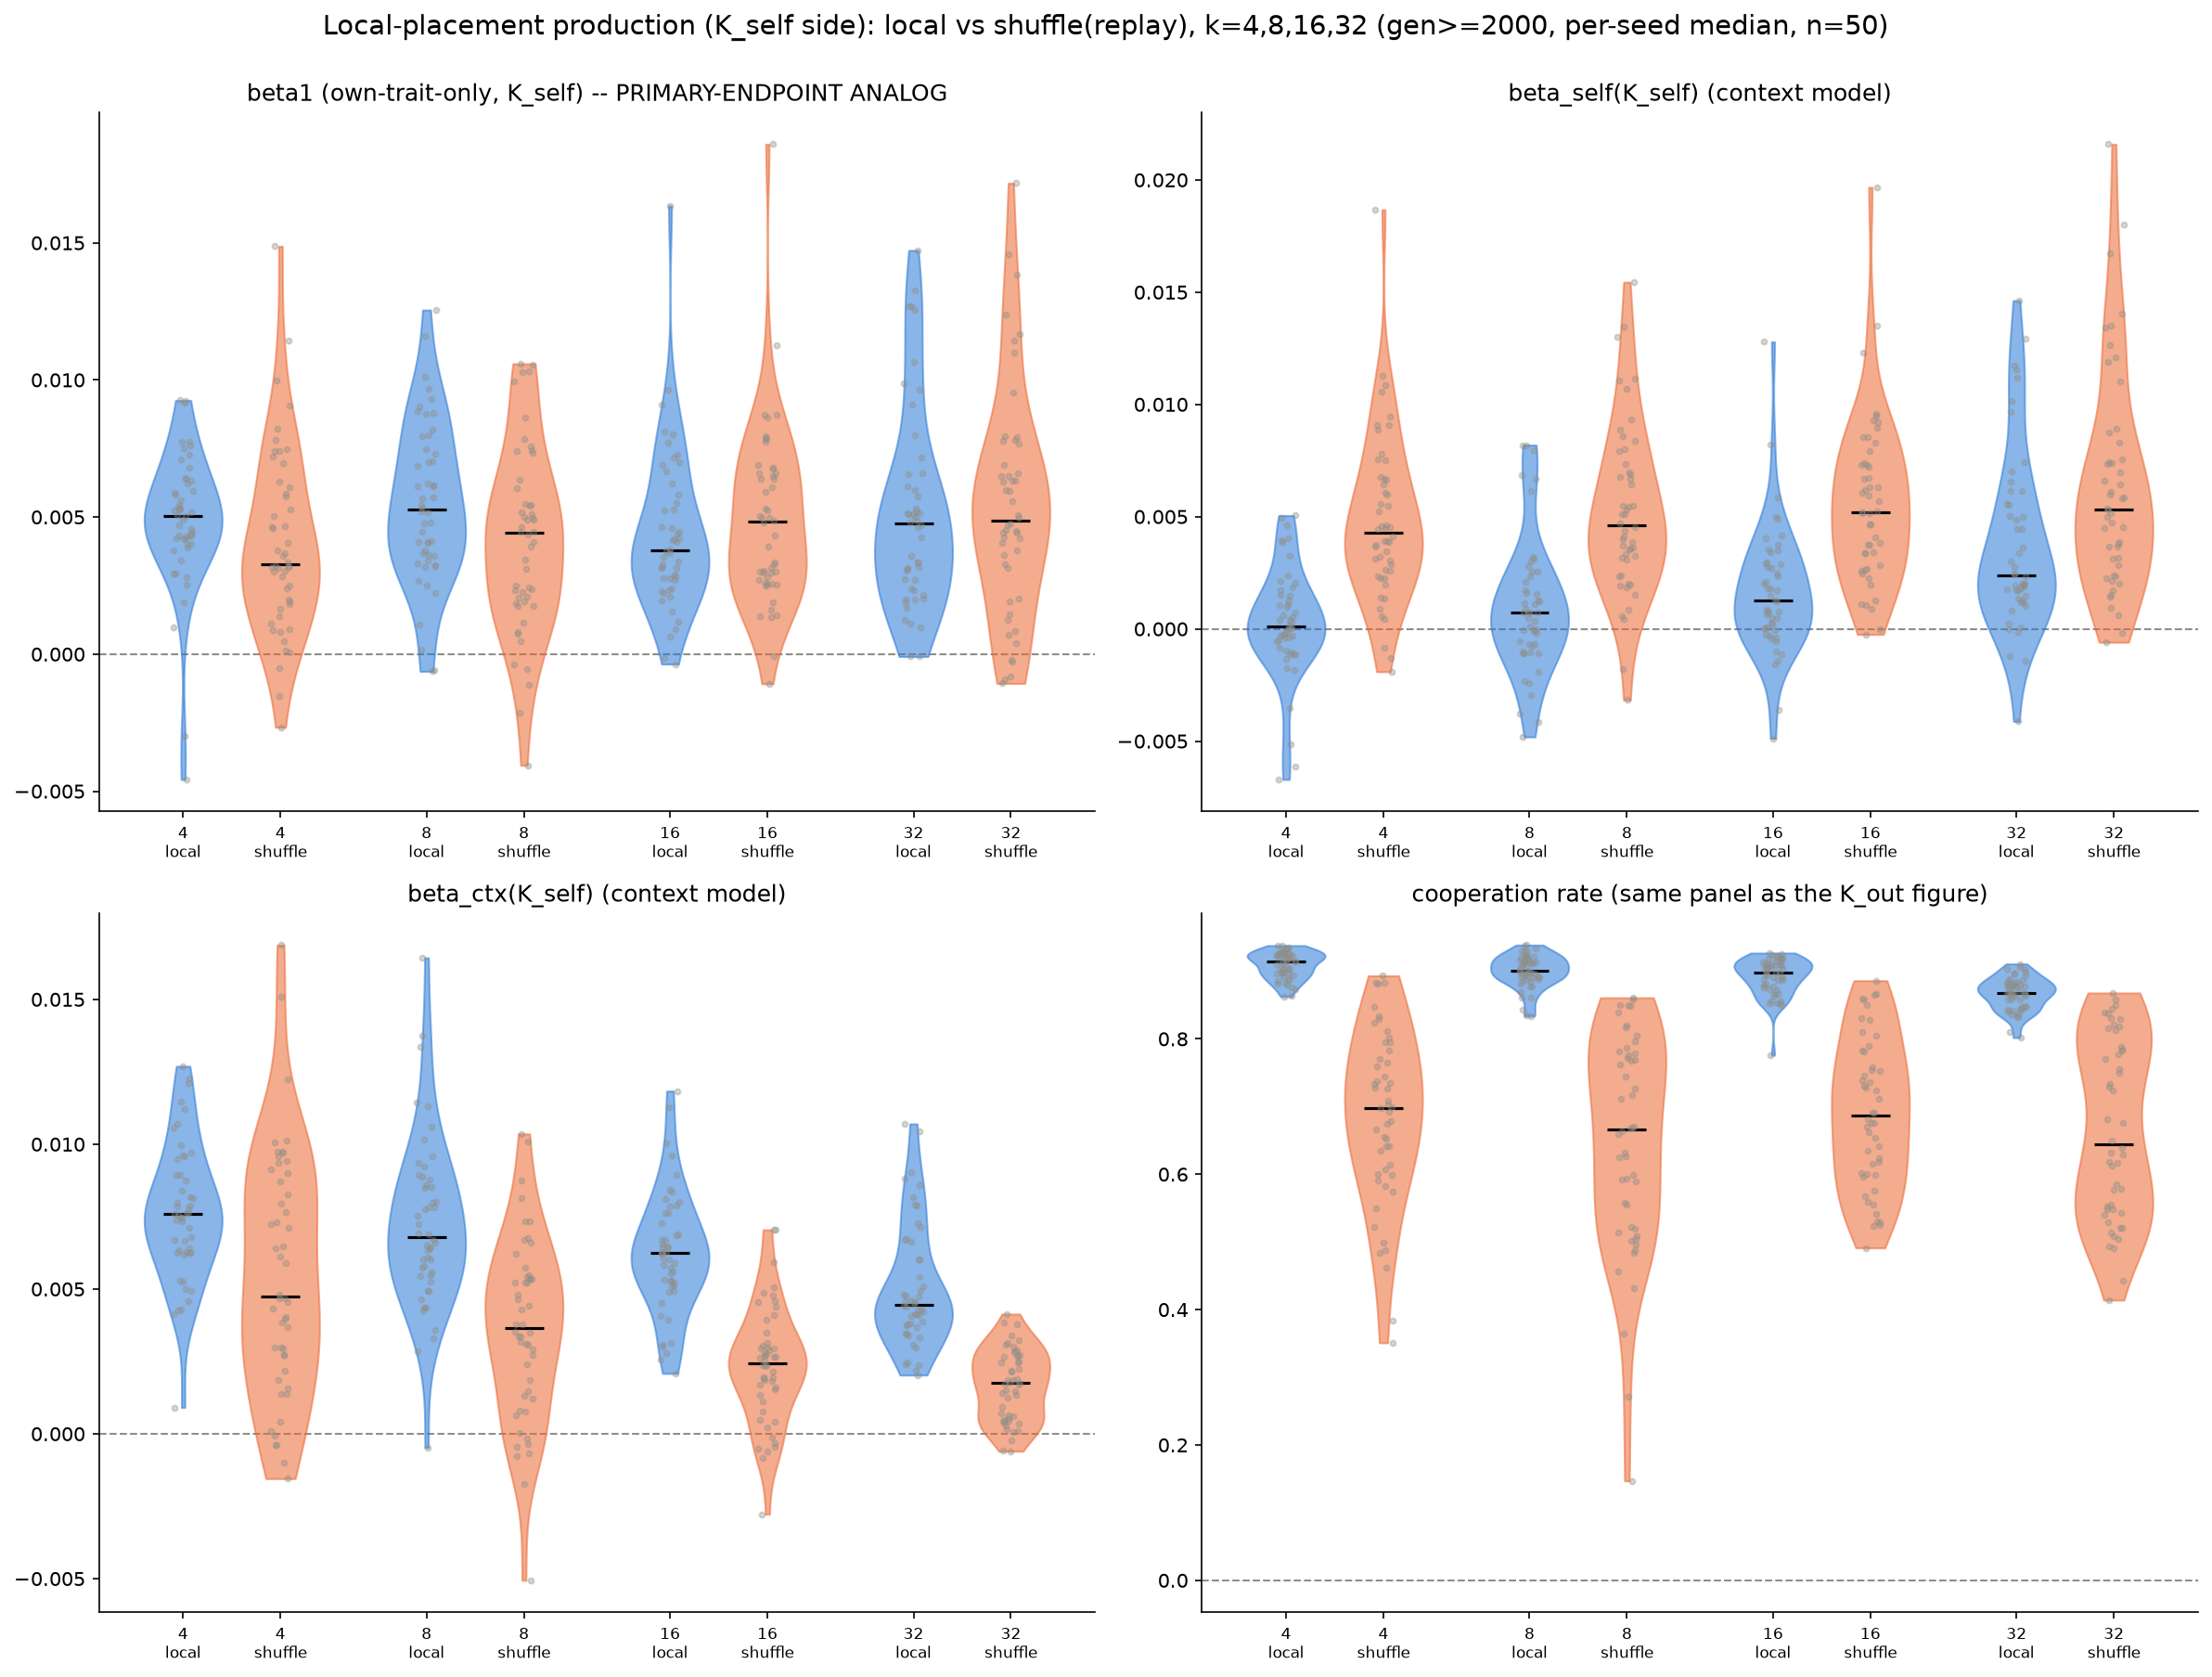 Local-placement production (K_self side): local vs shuffle(replay), k=4,8,16,32 (gen>=2000, per-seed median, n=50)
beta1 (own-trait-only, K_self) -- PRIMARY-ENDPOINT ANALOG
0.015
0.010
0.005
0.000
−0.005
4 4 8 8 16 16 32 32
local shuffle local shuffle local shuffle local shuffle
beta_self(K_self) (context model)
0.020
0.015
0.010
0.005
0.000
−0.005
4 4 8 8 16 16 32 32
local shuffle local shuffle local shuffle local shuffle
beta_ctx(K_self) (context model)
0.015
0.010
0.005
0.000
−0.005
4 4 8 8 16 16 32 32
local shuffle local shuffle local shuffle local shuffle
cooperation rate (same panel as the K_out figure)
0.8
0.6
0.4
0.2
0.0
4 4 8 8 16 16 32 32
local shuffle local shuffle local shuffle local shuffle